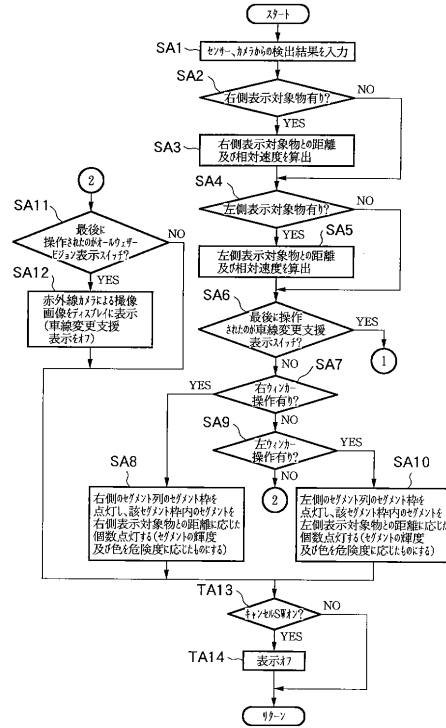 スタート
SA1
センサー、カメラからの検出結果を入力
SA2
右側表示対象物有り?
NO
YES
SA3
右側表示対象物との距離
及び相対速度を算出
SA4
左側表示対象物有り?
NO
YES
SA5
左側表示対象物との距離
及び相対速度を算出
SA6
最後に操作
されたのが車線変更支援
表示スイッチ?
YES
1
NO
SA7
右ウィンカー
操作有り?
YES
NO
SA9
左ウィンカー
操作有り?
YES
NO
2
SA8
右側のセグメント列のセグメント枠を
点灯し、該セグメント枠内のセグメントを
右側表示対象物との距離に応じた
個数点灯する(セグメントの輝度
及び色を危険度に応じたものにする)
SA10
左側のセグメント列のセグメント枠を
点灯し、該セグメント枠内のセグメントを
左側表示対象物との距離に応じた
個数点灯する(セグメントの輝度
及び色を危険度に応じたものにする)
2
SA11
最後に
操作されたのがオールウェザー
ビジョン表示スイッチ?
NO
YES
SA12
赤外線カメラによる撮像
画像をディスプレイに表示
(車線変更支援
表示をオフ)
TA13
キャンセルSWオン?
NO
YES
TA14
表示オフ
リターン